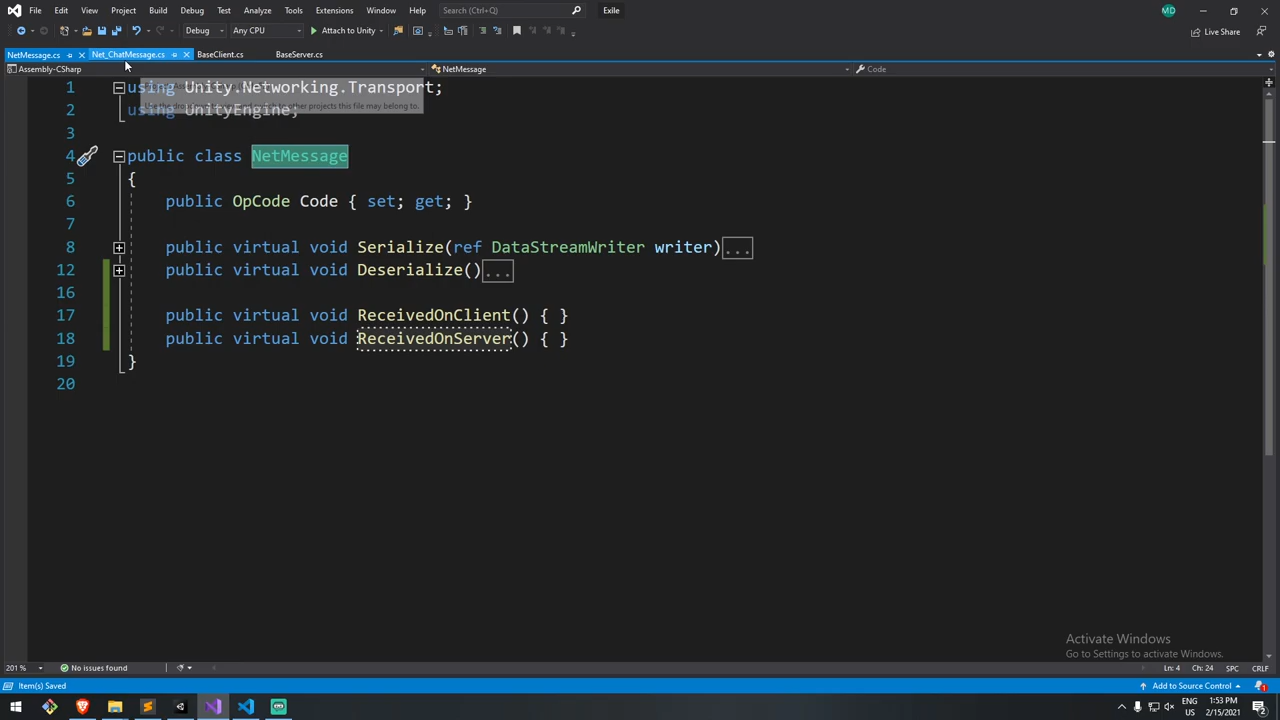 File Edit View Project Build Debug Test Analyze Tools Extensions Window Help Search (Ctrl+Q) Exile MD
Debug Any CPU Attach to Unity Live Share
NetMessage.cs Net_ChatMessage.cs BaseClient.cs BaseServer.cs
Assembly-CSharp NetMessage Code
1 using Unity.Networking.Transport;
2 using UnityEngine;
3
4 public class NetMessage
5 {
6 public OpCode Code { set; get; }
7
8 public virtual void Serialize(ref DataStreamWriter writer)...
12 public virtual void Deserialize()...
16
17 public virtual void ReceivedOnClient() { }
18 public virtual void ReceivedOnServer() { }
19 }
20
Activate Windows
Go to Settings to activate Windows.
201 % No issues found Ln: 4 Ch: 24 SPC CRLF
Item(s) Saved Add to Source Control
ENG 1:53 PM
US 2/15/2021